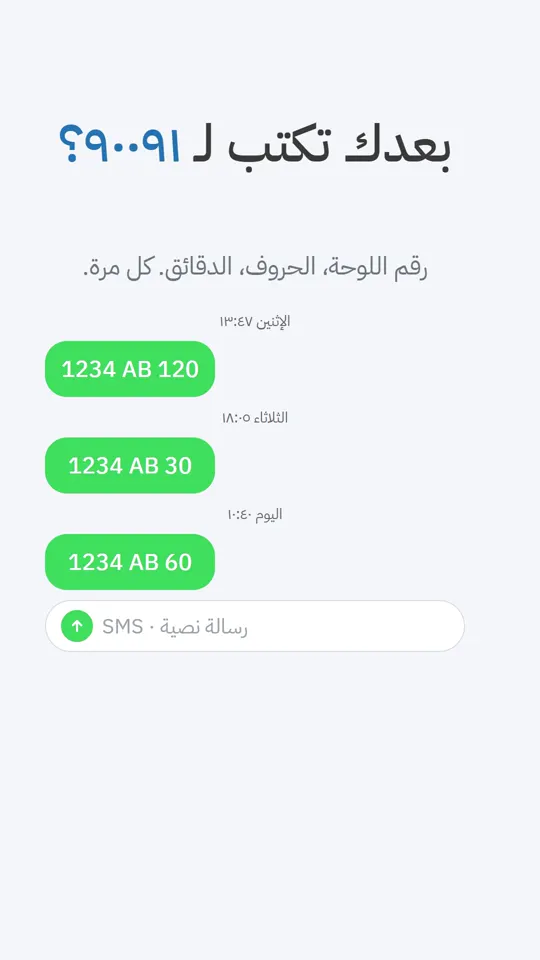 بعدك تكتب لـ ٩٠٠٩١؟
رقم اللوحة، الحروف، الدقائق. كل مرة.
الإثنين ١٣:٤٧
1234 AB 120
الثلاثاء ١٨:٠٥
1234 AB 30
اليوم ١٠:٤٠
1234 AB 60
رسالة نصية · SMS